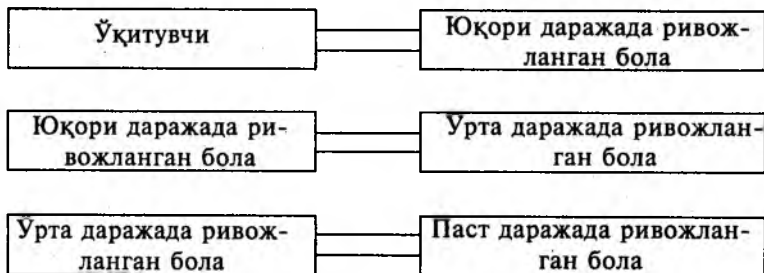 Ўқитувчи
Юқори даражада ривож-
ланган бола
Юқори даражада ри-
вожланган бола
Урта даражада ривожлан-
ган бола
Ўрта даражада ривож-
ланган бола
Паст даражада ривожлан-
ган бола